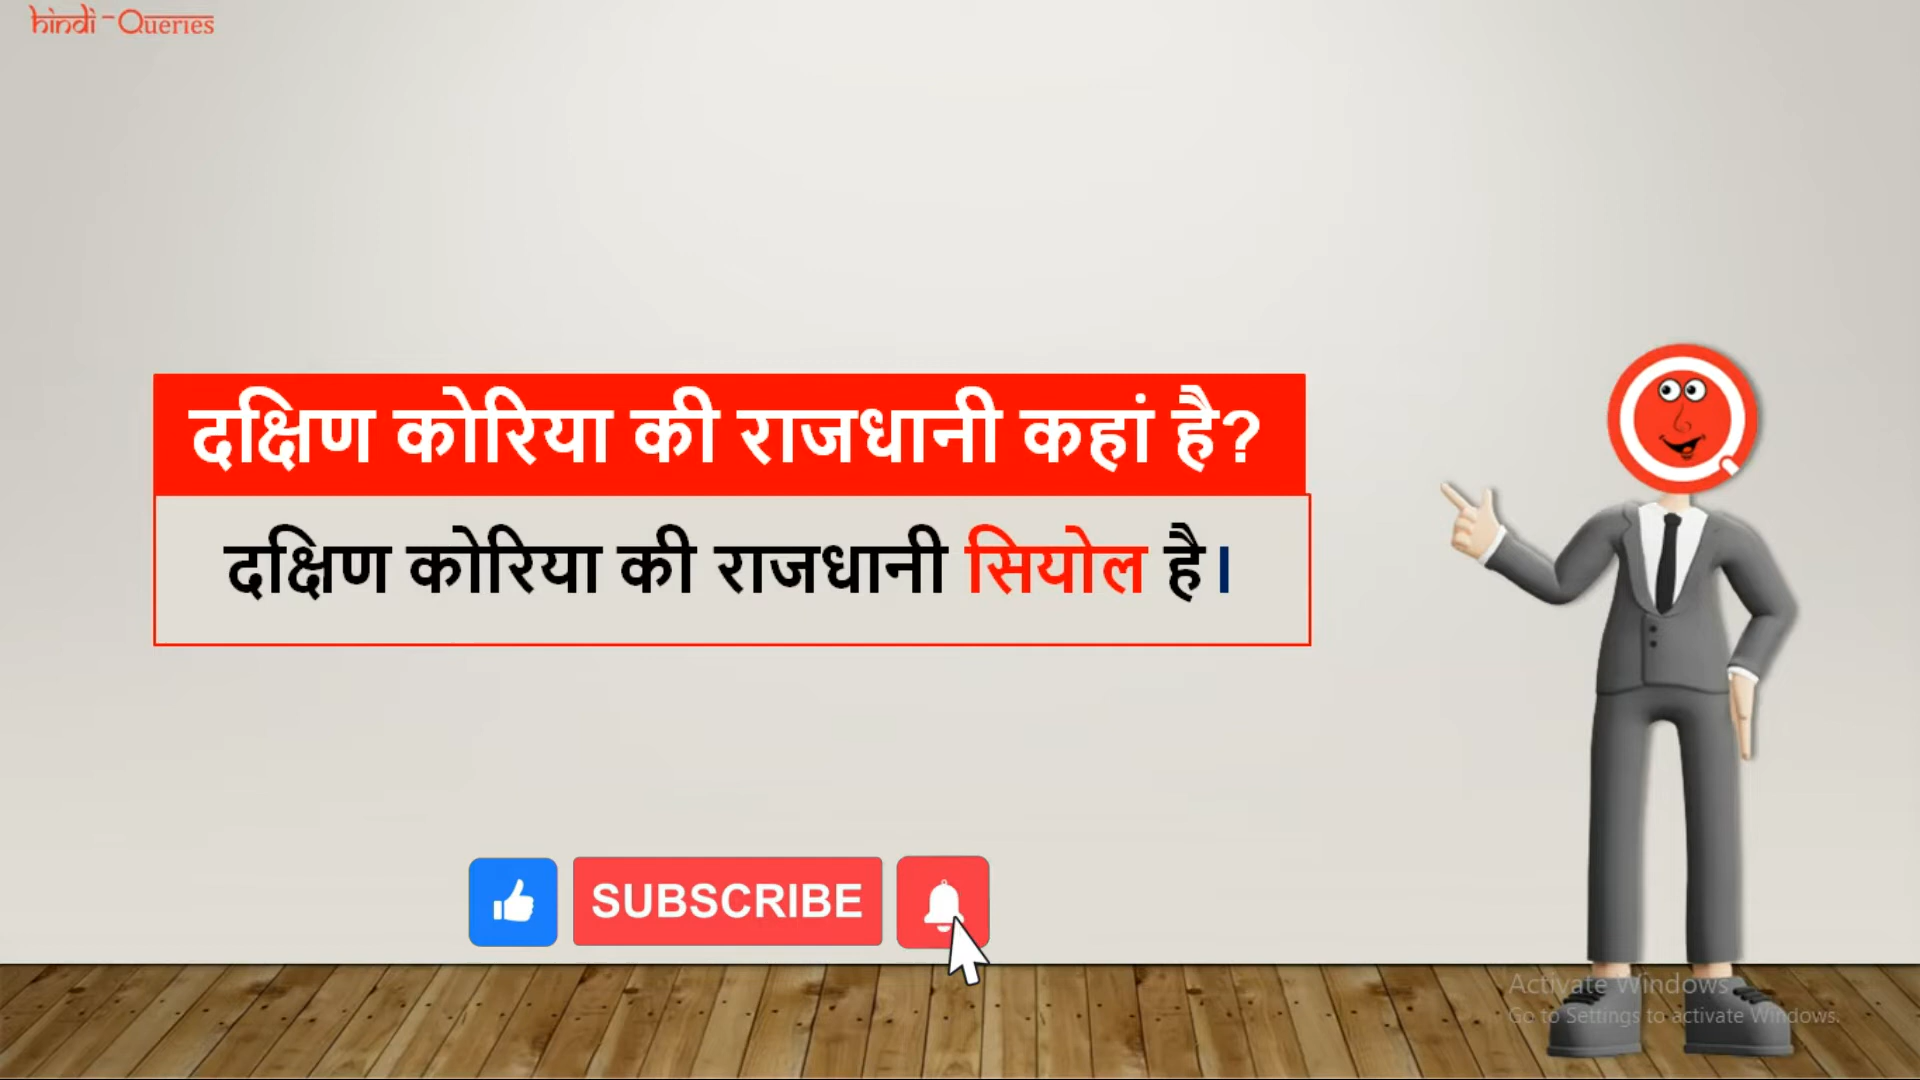 hindi-Queries
दक्षिण कोरिया की राजधानी कहां है?
दक्षिण कोरिया की राजधानी सियोल है।
SUBSCRIBE
Activate Windows
Go to Settings to activate Windows.